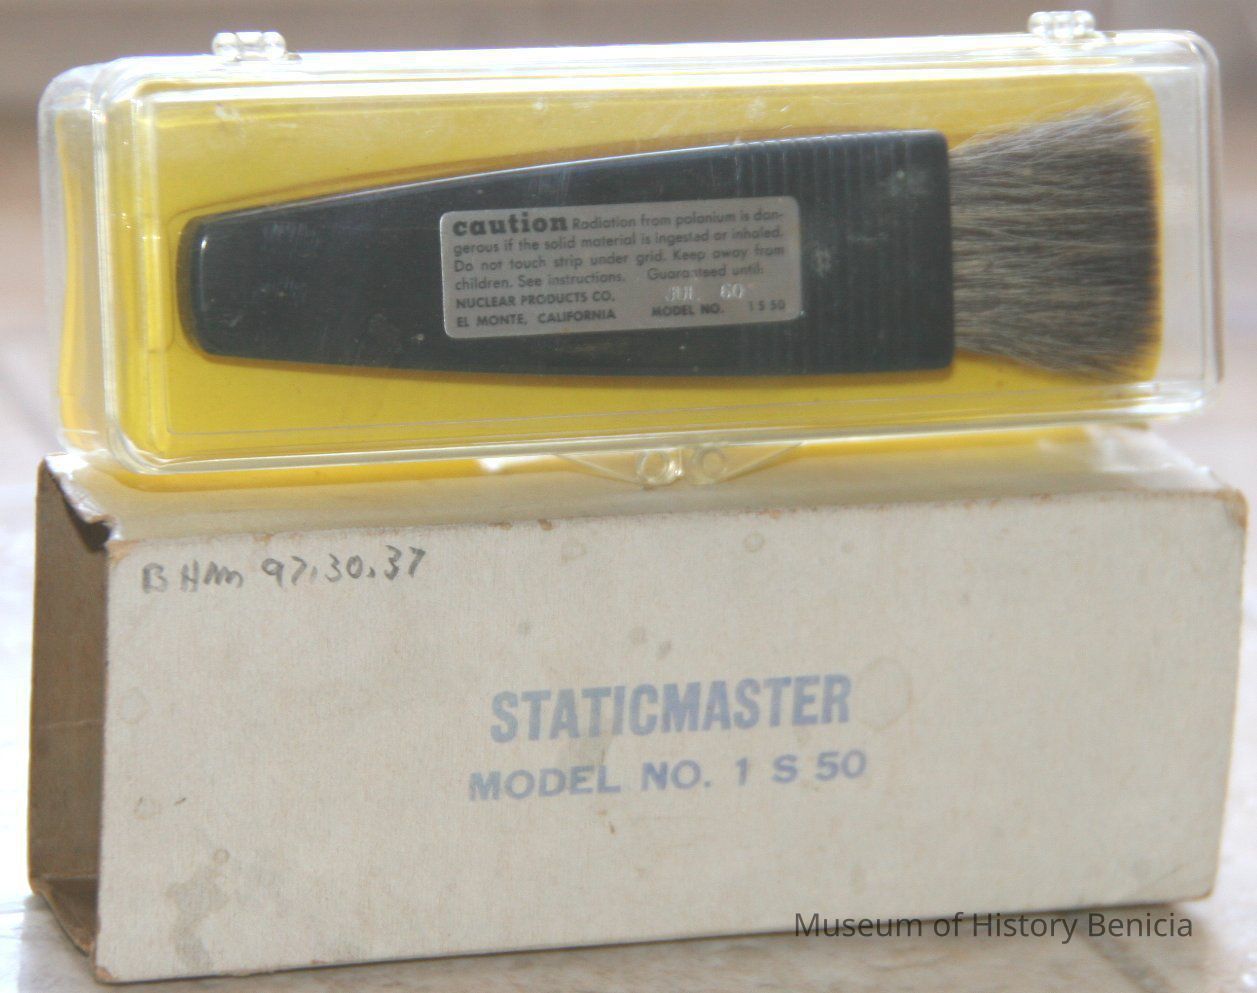 caution Radiation from polonium is dan-
gerous if the solid material is ingested or inhaled.
Do not touch strip under grid. Keep away from
children. See instructions. Guaranteed until:
NUCLEAR PRODUCTS CO. JUL 60
EL MONTE, CALIFORNIA MODEL NO. 1 S 50
BHM 97.30.37
STATICMASTER
MODEL NO. 1 S 50
Museum of History Benicia